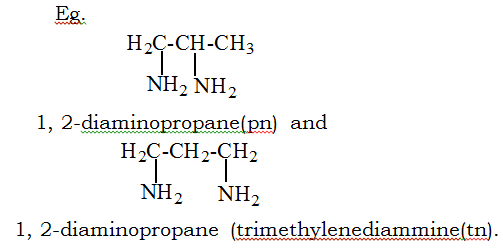 Eg.
H₂C-CH-CH₃
NH₂ NH₂
1, 2-diaminopropane(pn) and
H₂C-CH₂-CH₂
NH₂ NH₂
1, 2-diaminopropane (trimethylenediammine(tn).